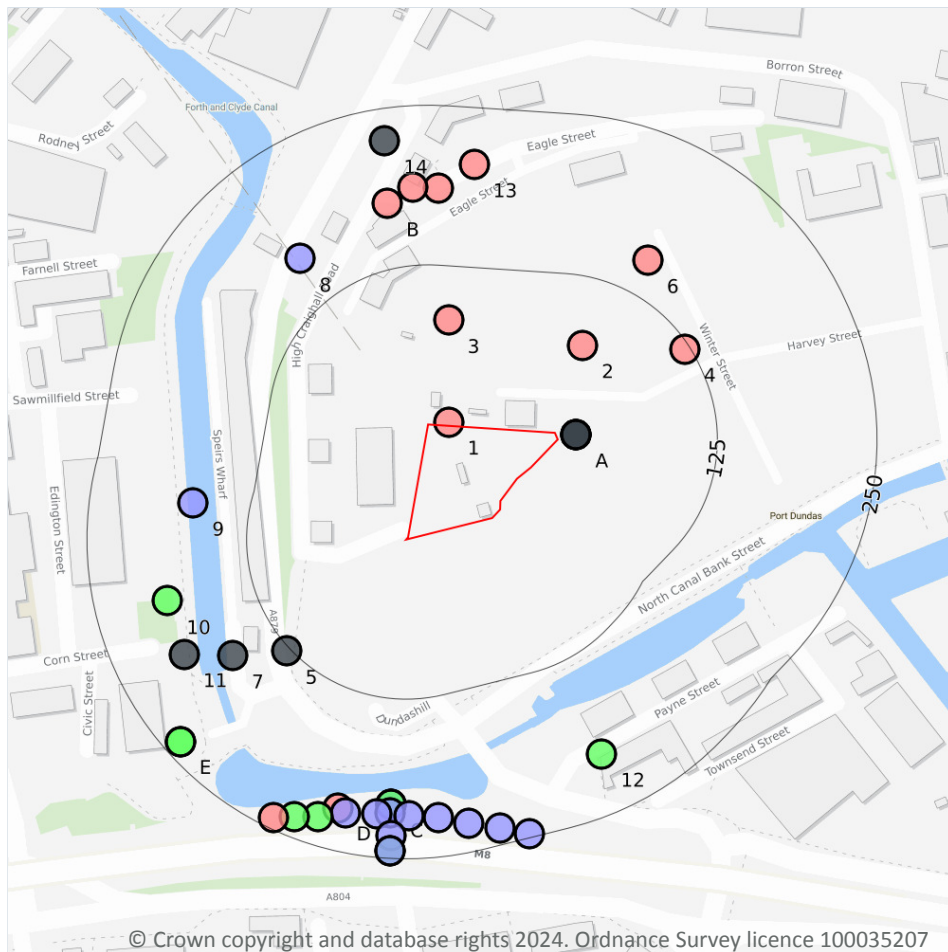 Borron Street
Forth and Clyde Canal
Rodney Street
Eagle Street
14
13
Eagle Street
B
Farnell Street
8
6
High Craighall Road
3
Winter Street
Harvey Street
2
4
Sawmillfield Street
1
A
125
250
Speirs Wharf
Edington Street
9
Port Dundas
North Canal Bank Street
A879
10
Corn Street
11
7
5
Civic Street
Dundashill
Payne Street
E
12
Townsend Street
D
C
M8
A804
© Crown copyright and database rights 2024. Ordnance Survey licence 100035207